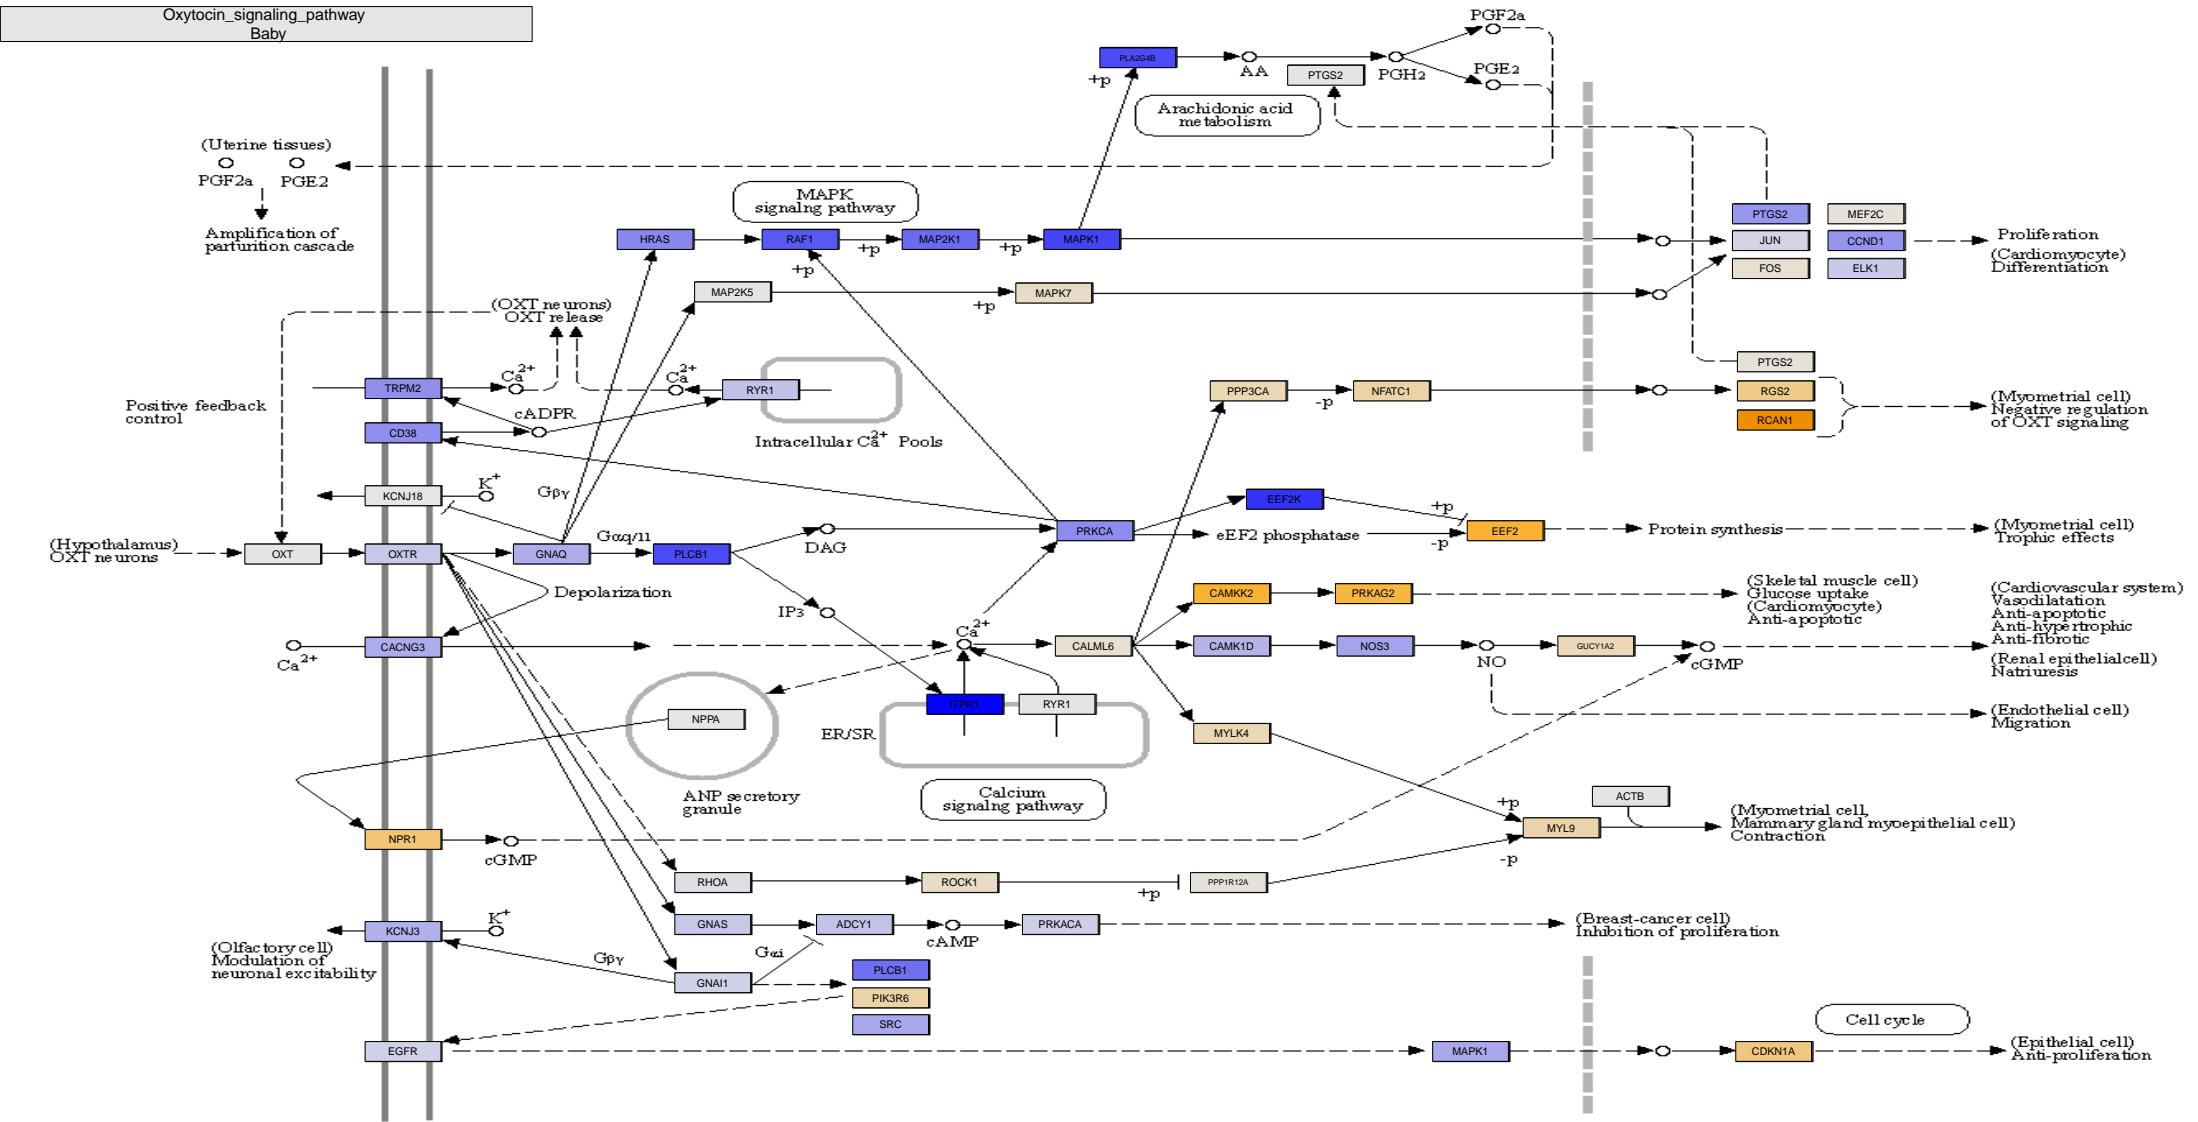 Oxytocin_signaling_pathway
Baby
PGF2a
PLA2G4B
+p
AA
PTGS2
PGH2
PGE2
Arachidonic acid
metabolism
(Uterine tissues)
PGF2a
PGE2
Amplification of
parturition cascade
MAPK
signalng pathway
HRAS
RAF1
+p
MAP2K1
+p
MAPK1
+p
PTGS2
MEF2C
JUN
CCND1
FOS
ELK1
Proliferation
(Cardiomyocyte)
Differentiation
MAP2K5
+p
MAPK7
(OXT neurons)
OXT release
Positive feedback
control
TRPM2
Ca2+
Ca2+
RYR1
cADPR
CD38
Intracellular Ca2+ Pools
PPP3CA
-p
NFATC1
PTGS2
RGS2
RCAN1
(Myometrial cell)
Negative regulation
of OXT signaling
KCNJ18
K+
Gβγ
EEF2K
+p
(Hypothalamus)
OXT neurons
OXT
OXTR
GNAQ
Gαq/11
PLCB1
DAG
PRKCA
eEF2 phosphatase
-p
EEF2
Protein synthesis
(Myometrial cell)
Trophic effects
Depolarization
IP3
CAMKK2
PRKAG2
(Skeletal muscle cell)
Glucose uptake
(Cardiomyocyte)
Anti-apoptotic
(Cardiovascular system)
Vasodilatation
Anti-apoptotic
Anti-hypertrophic
Anti-fibrotic
(Renal epithelialcell)
Natriuresis
Ca2+
CACNG3
Ca2+
CALML6
CAMK1D
NOS3
NO
GUCY1A2
cGMP
NPPA
ITPR1
RYR1
ER/SR
MYLK4
(Endothelial cell)
Migration
ANP secretory
granule
Calcium
signalng pathway
+p
ACTB
MYL9
-p
(Myometrial cell,
Mammary gland myoepithelial cell)
Contraction
NPR1
cGMP
RHOA
ROCK1
+p
PPP1R12A
KCNJ3
K+
(Olfactory cell)
Modulation of
neuronal excitability
Gβγ
GNAS
ADCY1
cAMP
PRKACA
(Breast-cancer cell)
Inhibition of proliferation
Gαi
GNAI1
PLCB1
PIK3R6
SRC
EGFR
MAPK1
CDKN1A
Cell cycle
(Epithelial cell)
Anti-proliferation